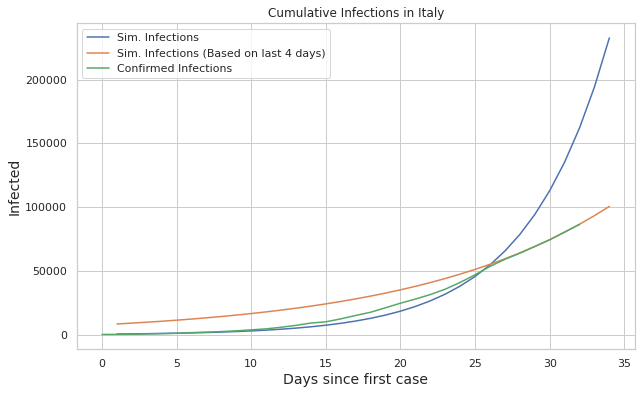 Cumulative Infections in Italy
Sim. Infections
Sim. Infections (Based on last 4 days)
Confirmed Infections
200000
150000
100000
50000
0
Infected
0 5 10 15 20 25 30 35
Days since first case